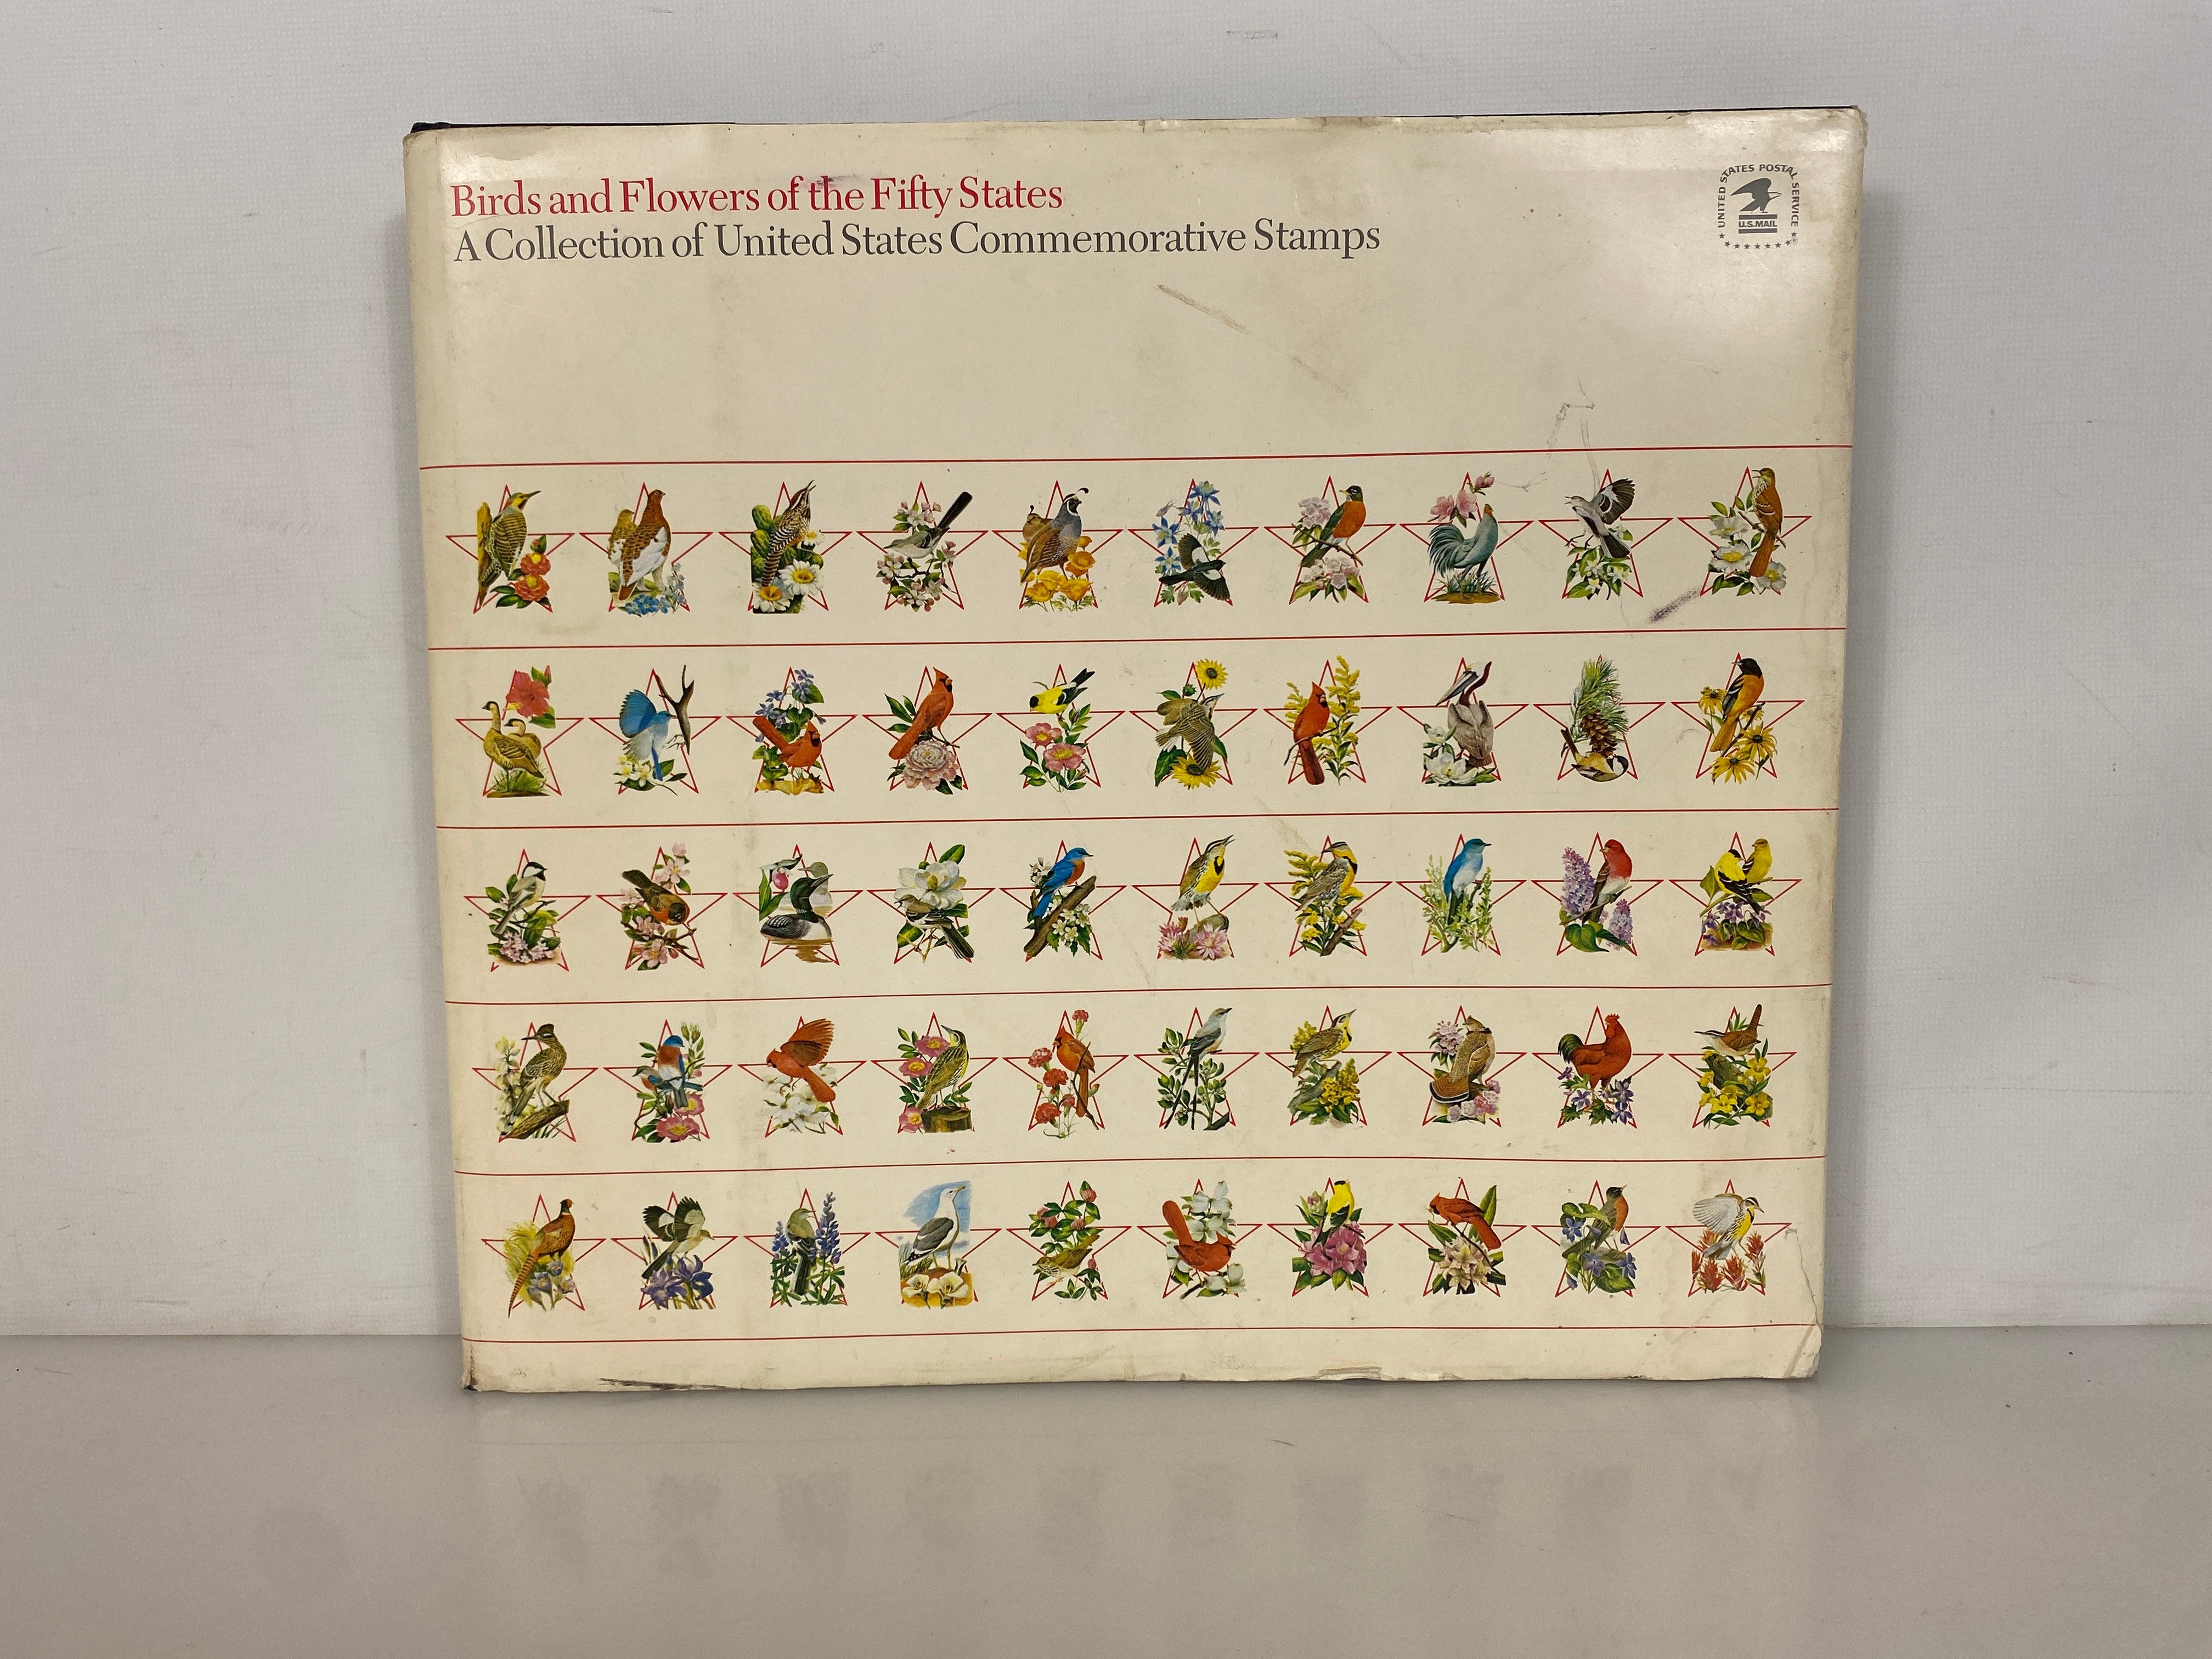 Birds and Flowers of the Fifty States
A Collection of United States Commemorative Stamps
UNITED STATES POSTAL SERVICE
U.S.MAIL